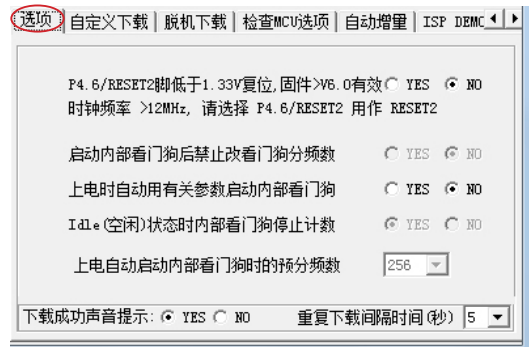 选项 自定义下载 脱机下载 检查MCU选项 自动增量 ISP DEMO
P4.6/RESET2脚低于1.33V复位,固件>V6.0有效 YES NO
时钟频率 >12MHz, 请选择 P4.6/RESET2 用作 RESET2
启动内部看门狗后禁止改看门狗分频数 YES NO
上电时自动用有关参数启动内部看门狗 YES NO
Idle(空闲)状态时内部看门狗停止计数 YES NO
上电自动启动内部看门狗时的预分频数 256
下载成功声音提示: YES NO 重复下载间隔时间(秒) 5